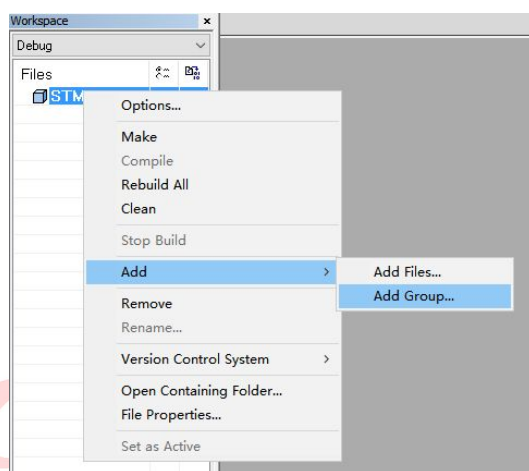 Workspace ×
Debug
Files
STM
Options...
Make
Compile
Rebuild All
Clean
Stop Build
Add >
Add Files...
Add Group...
Remove
Rename...
Version Control System >
Open Containing Folder...
File Properties...
Set as Active